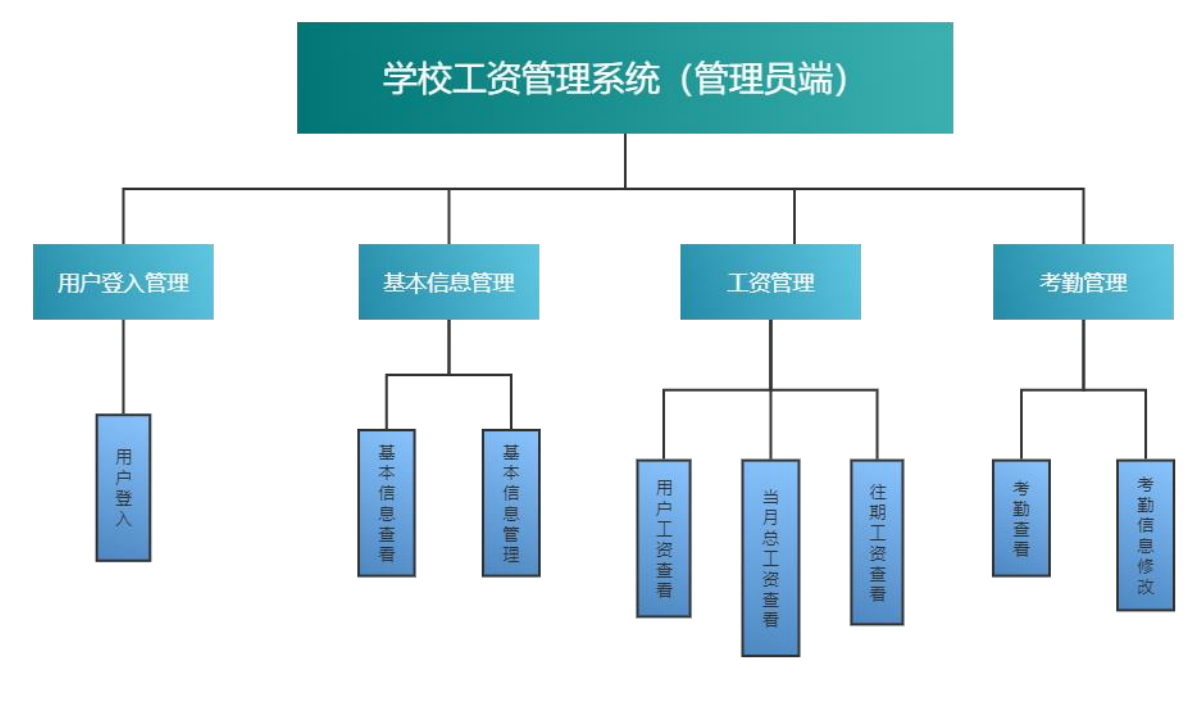 学校工资管理系统（管理员端）
用户登入管理
基本信息管理
工资管理
考勤管理
用户登入
基本信息查看
基本信息管理
用户工资查看
当月总工资查看
往期工资查看
考勤查看
考勤信息修改